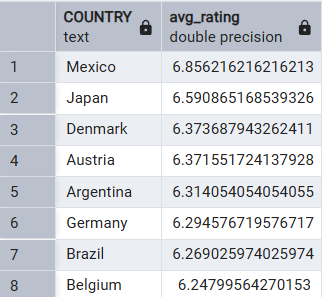 COUNTRY avg_rating
text double precision
1 Mexico 6.856216216216213
2 Japan 6.590865168539326
3 Denmark 6.373687943262411
4 Austria 6.371551724137928
5 Argentina 6.314054054054055
6 Germany 6.294576719576717
7 Brazil 6.269025974025974
8 Belgium 6.24799564270153